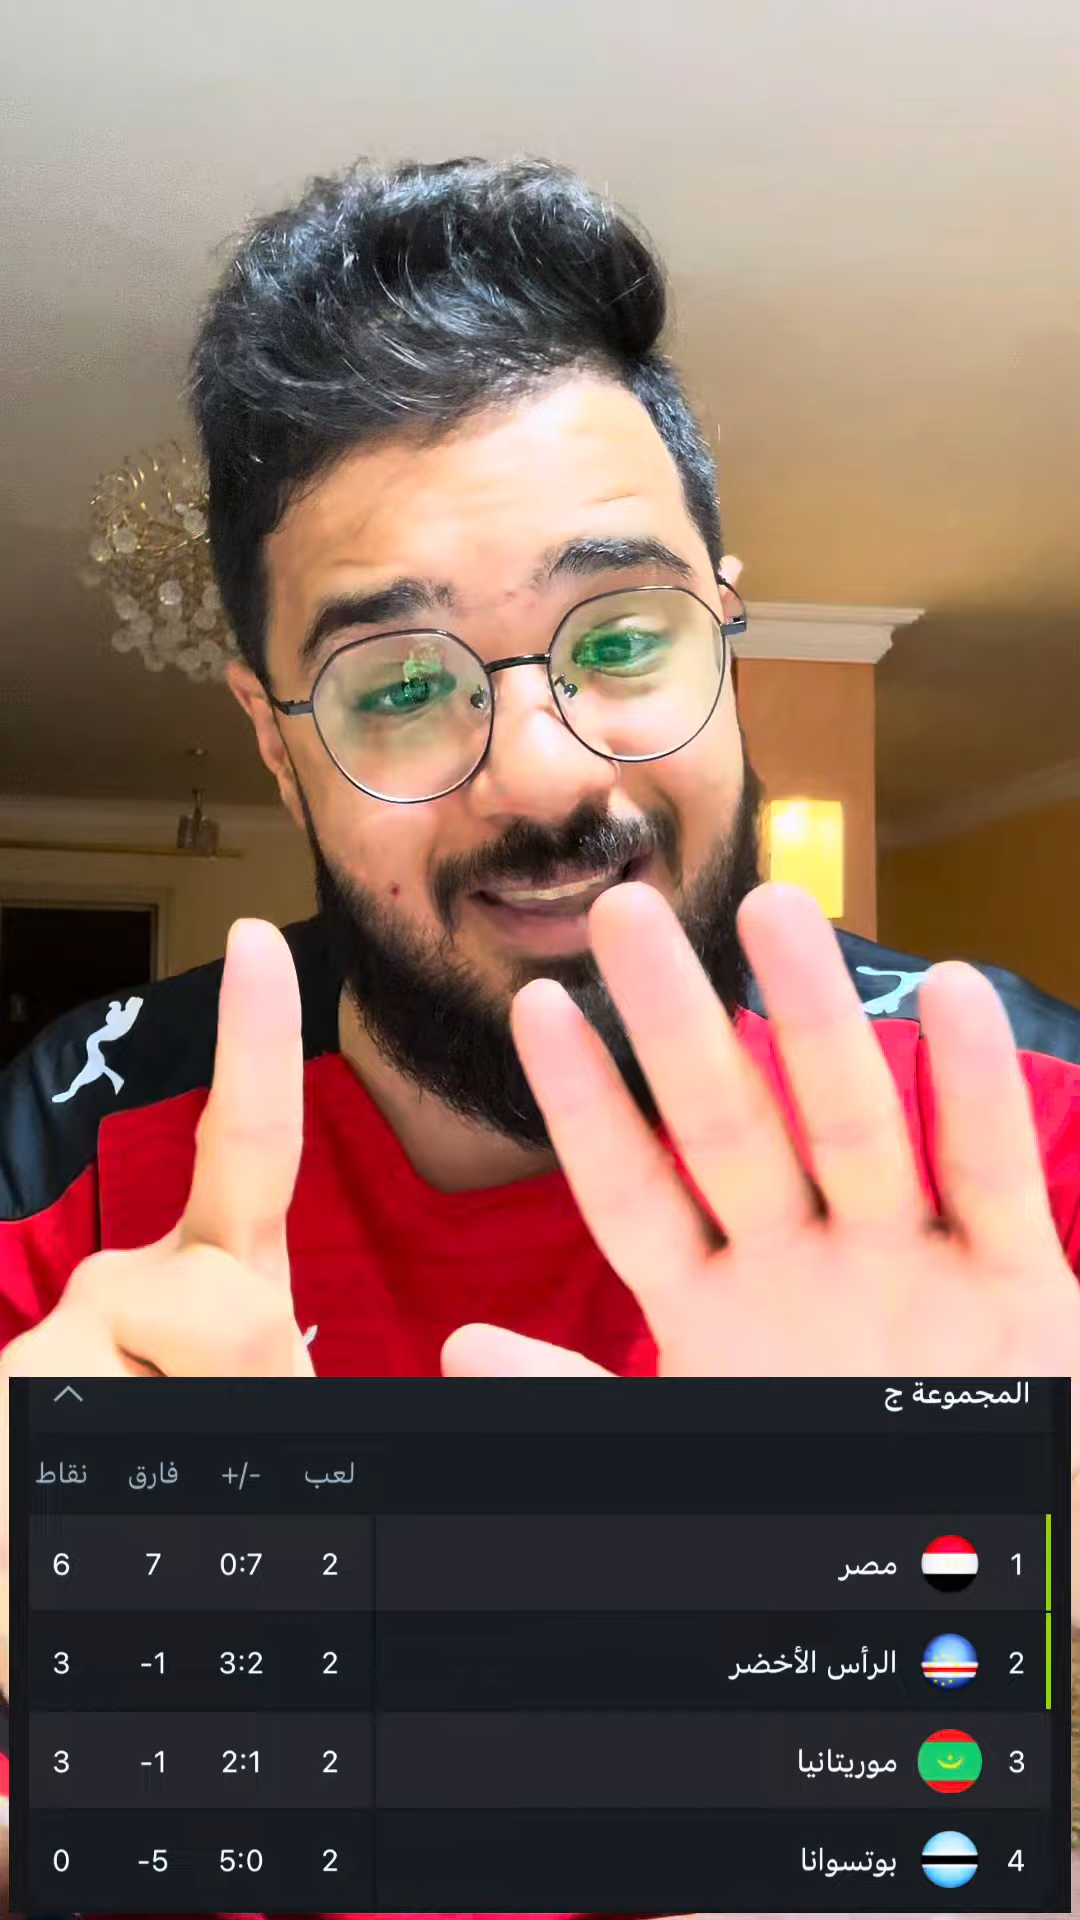 المجموعة ج
لعب +/- فارق نقاط
1 مصر 2 0:7 7 6
2 الرأس الأخضر 2 3:2 -1 3
3 موريتانيا 2 2:1 -1 3
4 بوتسوانا 2 5:0 -5 0